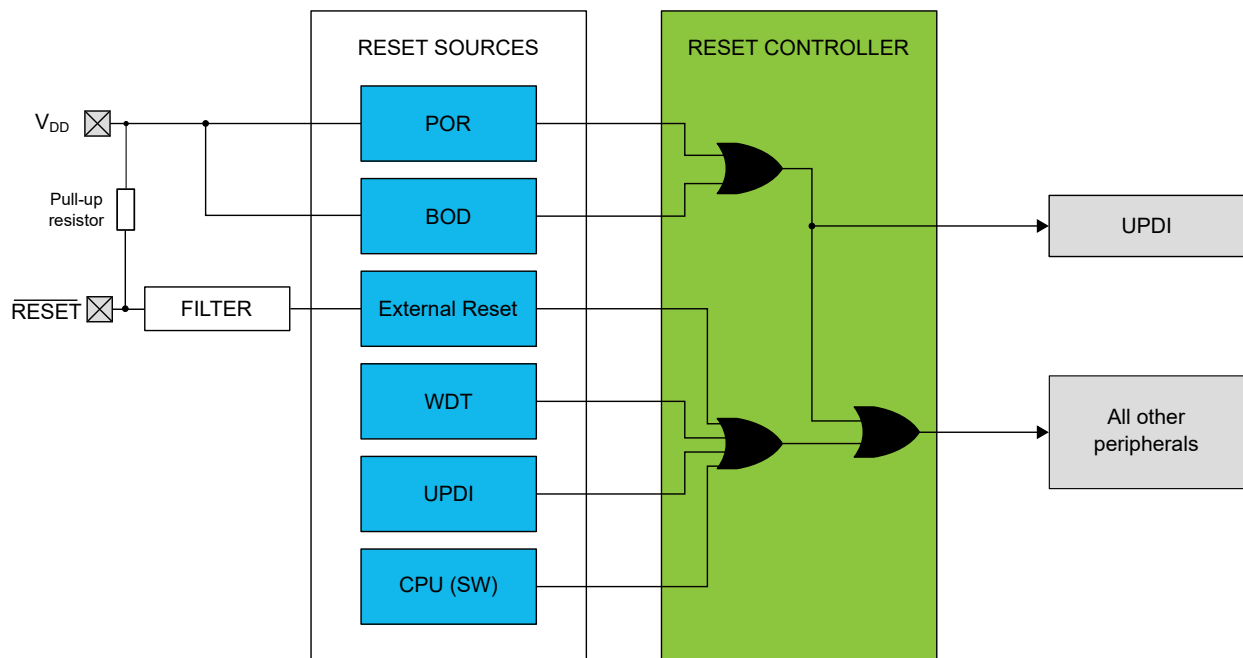 RESET SOURCES
RESET CONTROLLER
VDD
POR
Pull-up
resistor
BOD
UPDI
RESET
FILTER
External Reset
WDT
All other
peripherals
UPDI
CPU (SW)